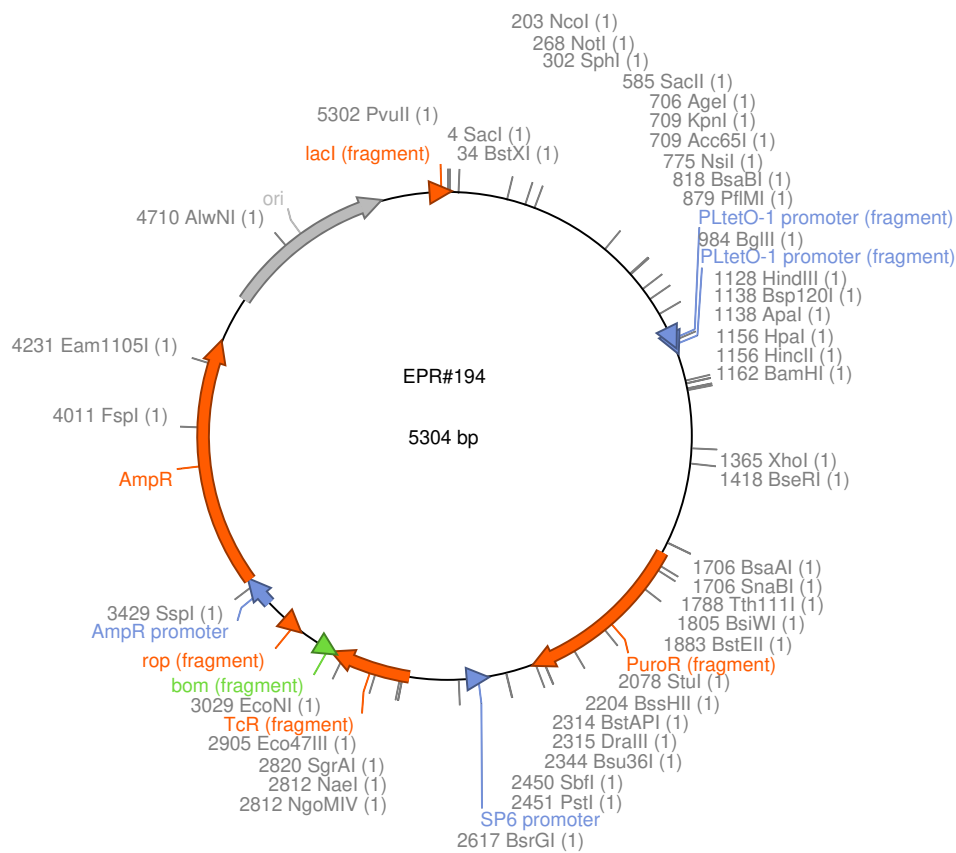 203 NcoI (1)
268 NotI (1)
302 SphI (1)
585 SacII (1)
706 AgeI (1)
709 KpnI (1)
709 Acc65I (1)
775 NsiI (1)
818 BsaBI (1)
879 PflMI (1)
PLtetO-1 promoter (fragment)
984 BglII (1)
PLtetO-1 promoter (fragment)
1128 HindIII (1)
1138 Bsp120I (1)
1138 ApaI (1)
1156 HpaI (1)
1156 HincII (1)
1162 BamHI (1)
1365 XhoI (1)
1418 BseRI (1)
1706 BsaAI (1)
1706 SnaBI (1)
1788 Tth111I (1)
1805 BsiWI (1)
1883 BstEII (1)
PuroR (fragment)
2078 StuI (1)
2204 BssHII (1)
2314 BstAPI (1)
2315 DraIII (1)
2344 Bsu36I (1)
2450 SbfI (1)
2451 PstI (1)
SP6 promoter
2617 BsrGI (1)
2812 NgoMIV (1)
2812 NaeI (1)
2820 SgrAI (1)
2905 Eco47III (1)
TcR (fragment)
3029 EcoNI (1)
bom (fragment)
rop (fragment)
AmpR promoter
3429 SspI (1)
AmpR
4011 FspI (1)
4231 Eam1105I (1)
4710 AlwNI (1)
ori
lacI (fragment)
5302 PvuII (1)
4 SacI (1)
34 BstXI (1)
EPR#194
5304 bp